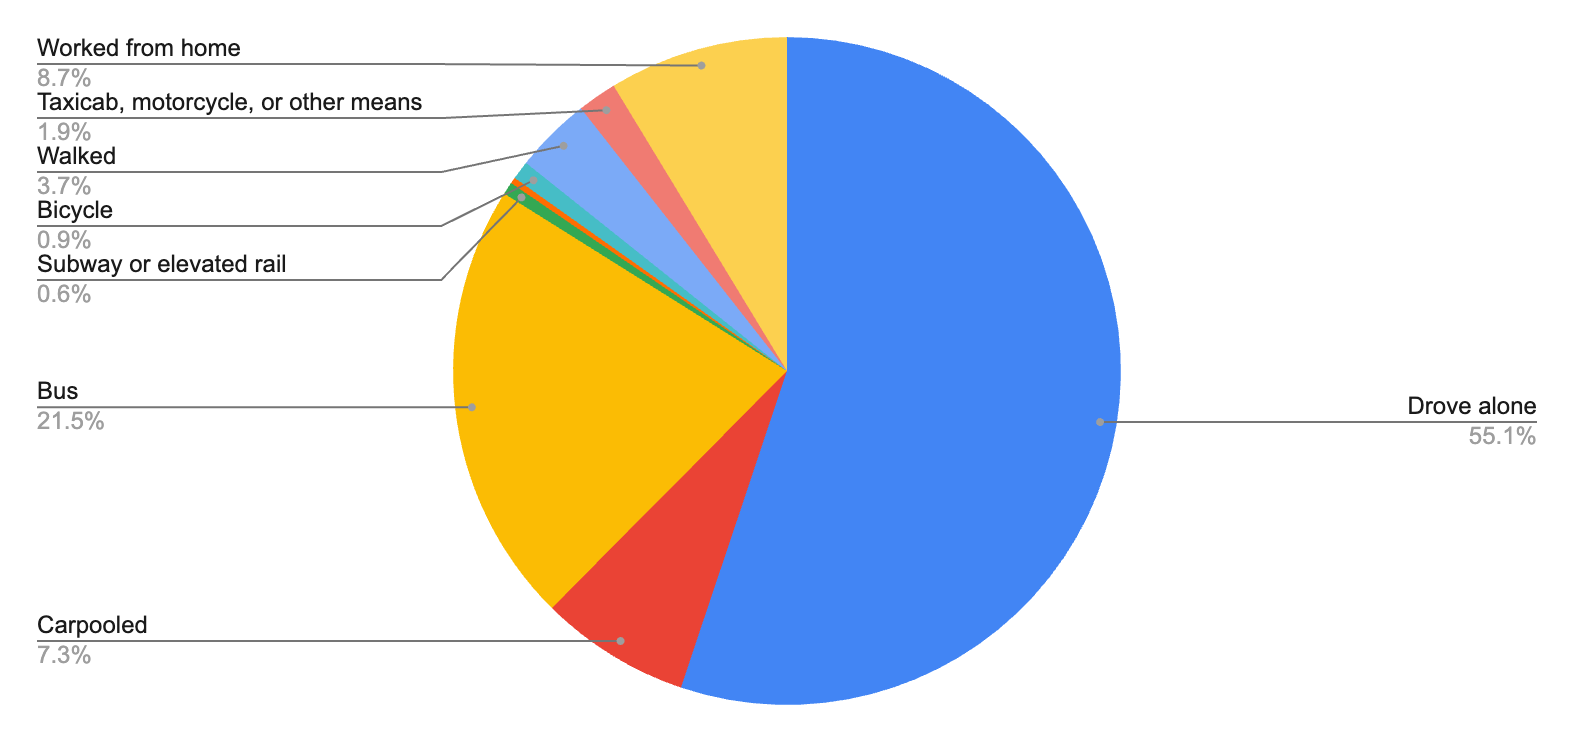 Worked from home
8.7%
Taxicab, motorcycle, or other means
1.9%
Walked
3.7%
Bicycle
0.9%
Subway or elevated rail
0.6%
Bus
21.5%
Drove alone
55.1%
Carpooled
7.3%